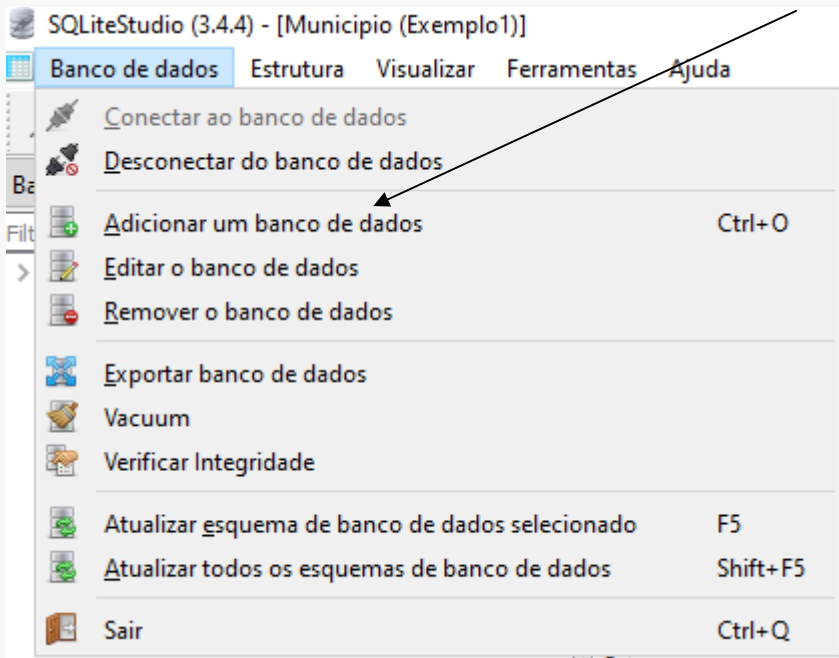 SQLiteStudio (3.4.4) - [Municipio (Exemplo1)]
Banco de dados Estrutura Visualizar Ferramentas Ajuda
Conectar ao banco de dados
Desconectar do banco de dados
Ba
Adicionar um banco de dados Ctrl+O
Filt
Editar o banco de dados
Remover o banco de dados
Exportar banco de dados
Vacuum
Verificar Integridade
Atualizar esquema de banco de dados selecionado F5
Atualizar todos os esquemas de banco de dados Shift+F5
Sair Ctrl+Q